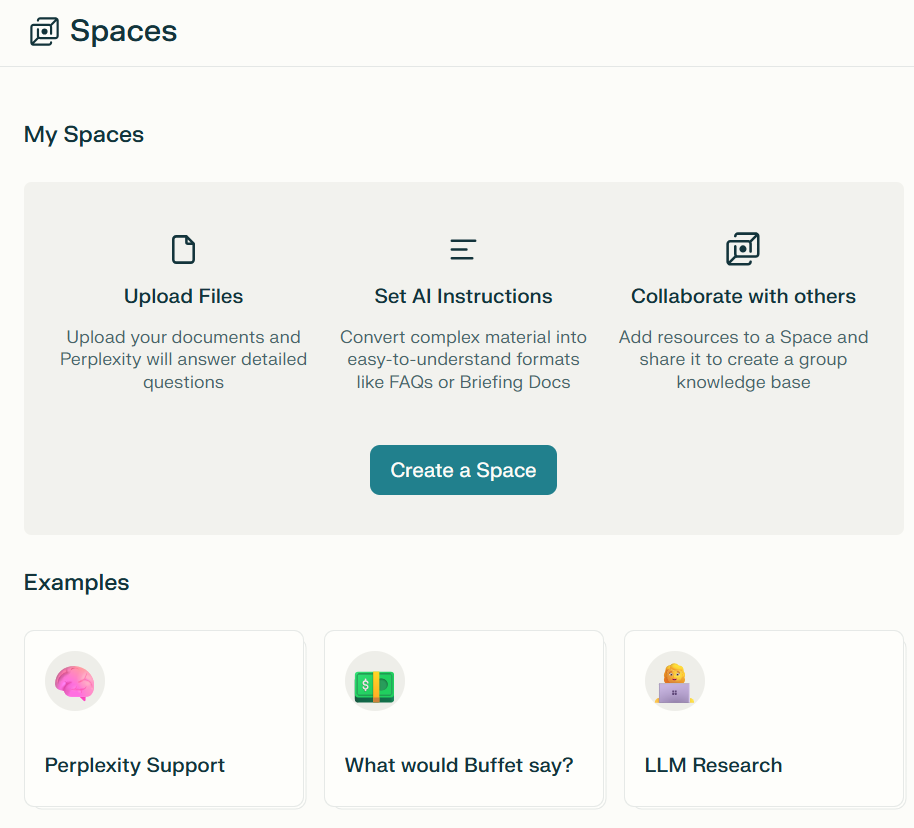 Spaces
My Spaces
Upload Files
Upload your documents and
Perplexity will answer detailed
questions
Set AI Instructions
Convert complex material into
easy-to-understand formats
like FAQs or Briefing Docs
Collaborate with others
Add resources to a Space and
share it to create a group
knowledge base
Create a Space
Examples
Perplexity Support
$
What would Buffet say?
LLM Research